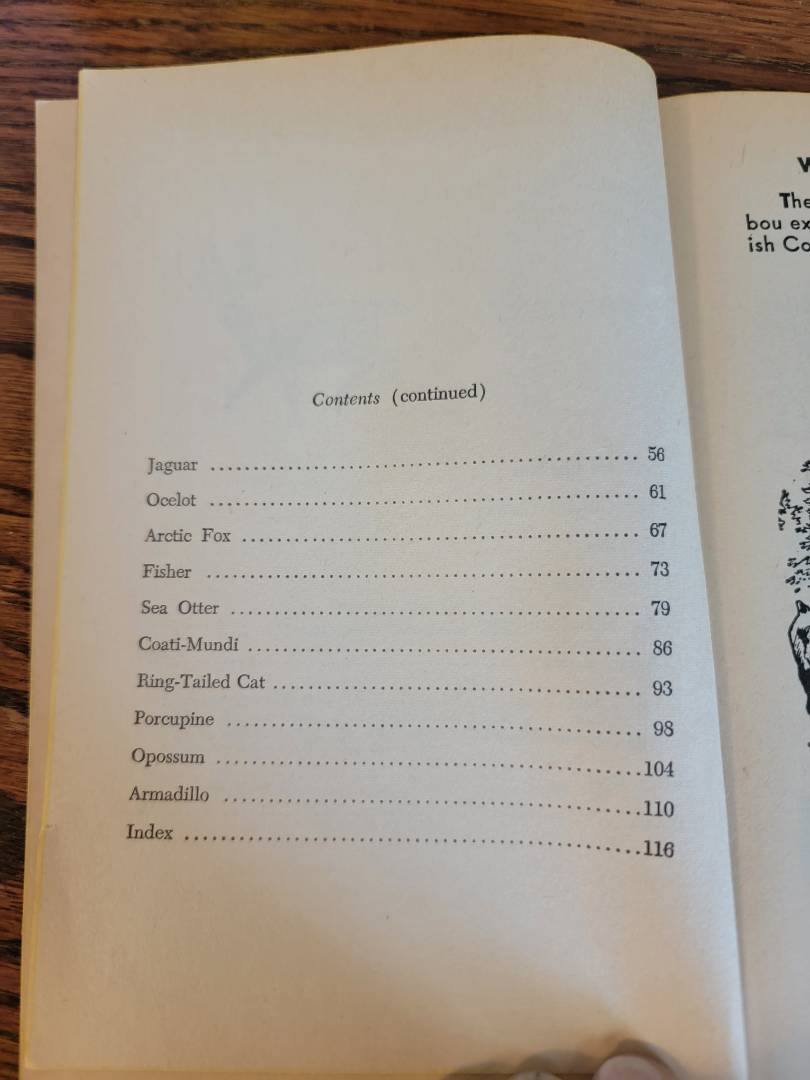 Contents (continued)
Jaguar ........................................ 56
Ocelot ........................................ 61
Arctic Fox ........................................ 67
Fisher ........................................ 73
Sea Otter ........................................ 79
Coati-Mundi ........................................ 86
Ring-Tailed Cat ........................................ 93
Porcupine ........................................ 98
Opossum ........................................ 104
Armadillo ........................................ 110
Index ........................................ 116
The
bou ex
ish Co